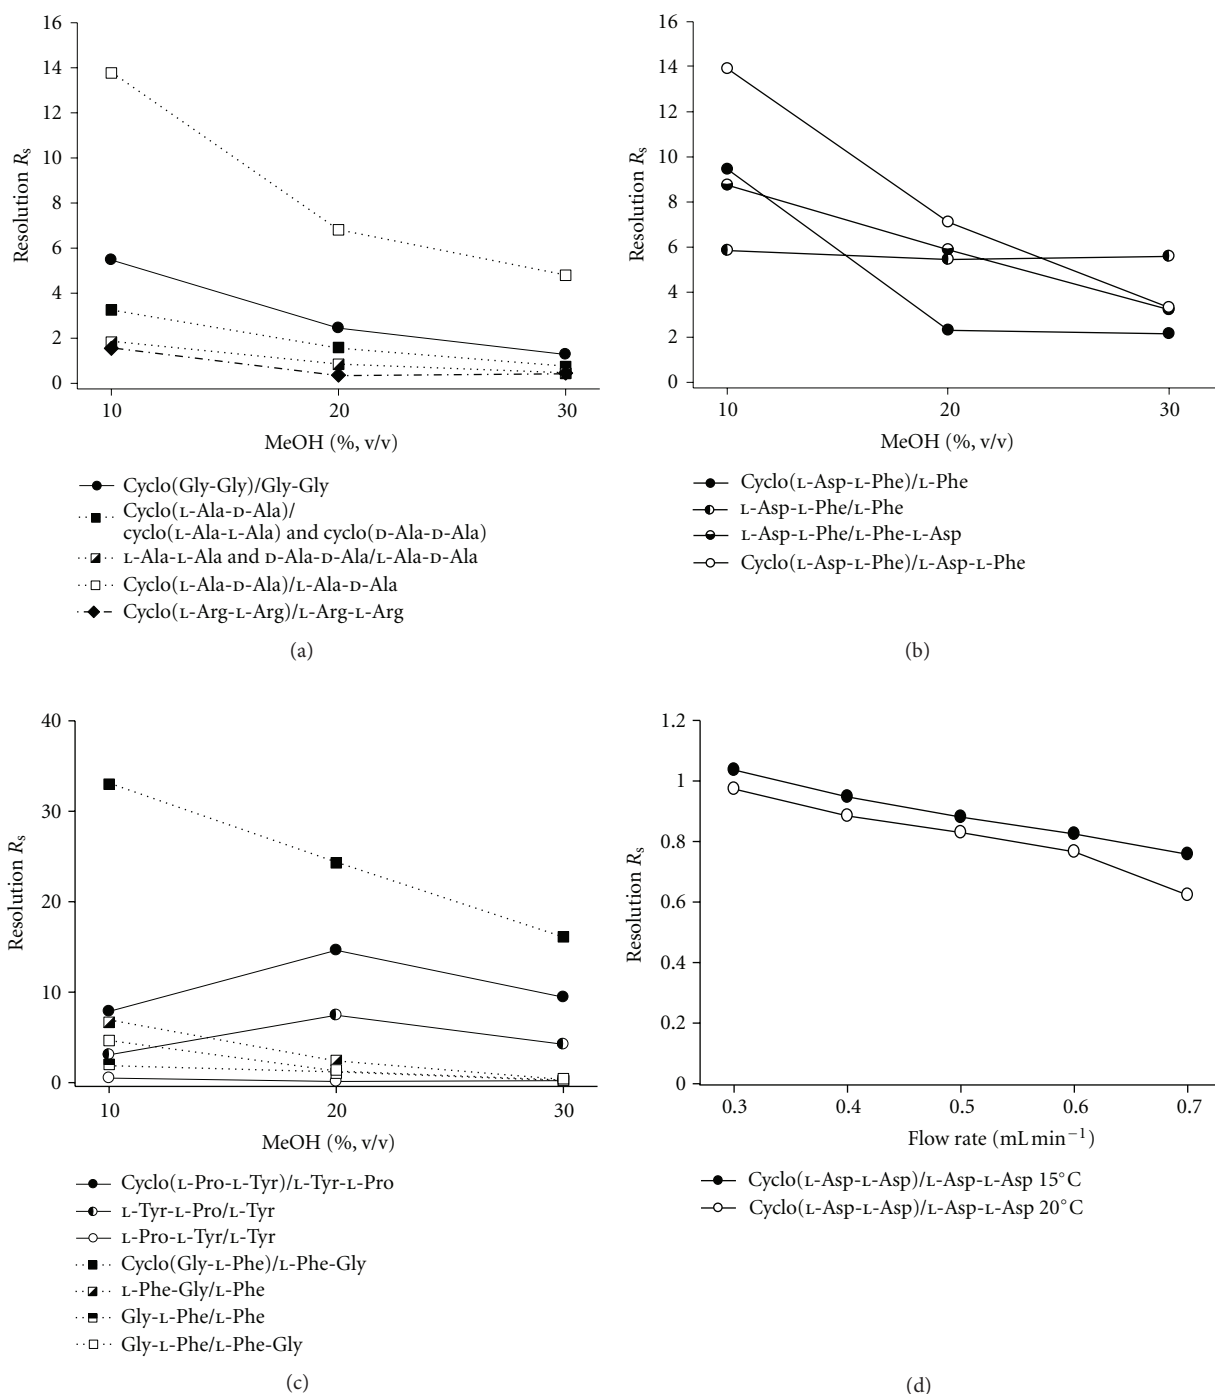 16
14
12
10
8
6
4
2
0
Resolution Rs
10
20
30
MeOH (%, v/v)
Cyclo(Gly-Gly)/Gly-Gly
Cyclo(L-Ala-D-Ala)/
cyclo(L-Ala-L-Ala) and cyclo(D-Ala-D-Ala)
L-Ala-L-Ala and D-Ala-D-Ala/L-Ala-D-Ala
Cyclo(L-Ala-D-Ala)/L-Ala-D-Ala
Cyclo(L-Arg-L-Arg)/L-Arg-L-Arg
(a)
16
14
12
10
8
6
4
2
0
Resolution Rs
10
20
30
MeOH (%, v/v)
Cyclo(L-Asp-L-Phe)/L-Phe
L-Asp-L-Phe/L-Phe
L-Asp-L-Phe/L-Phe-L-Asp
Cyclo(L-Asp-L-Phe)/L-Asp-L-Phe
(b)
40
30
20
10
0
Resolution Rs
10
20
30
MeOH (%, v/v)
Cyclo(L-Pro-L-Tyr)/L-Tyr-L-Pro
L-Tyr-L-Pro/L-Tyr
L-Pro-L-Tyr/L-Tyr
Cyclo(Gly-L-Phe)/L-Phe-Gly
L-Phe-Gly/L-Phe
Gly-L-Phe/L-Phe
Gly-L-Phe/L-Phe-Gly
(c)
1.2
1
0.8
0.6
0.4
0.2
0
Resolution Rs
0.3
0.4
0.5
0.6
0.7
Flow rate (mL min⁻¹)
Cyclo(L-Asp-L-Asp)/L-Asp-L-Asp 15°C
Cyclo(L-Asp-L-Asp)/L-Asp-L-Asp 20°C
(d)